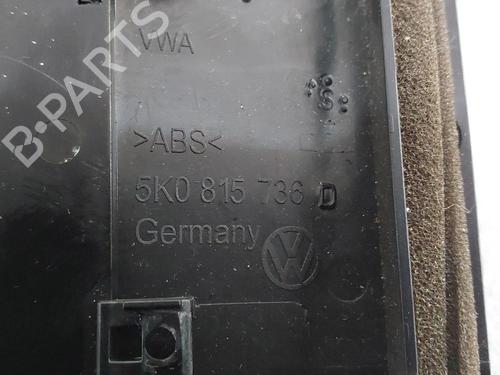 VWA
S
>ABS<
5K0 815 736 D
Germany
B-PARTS